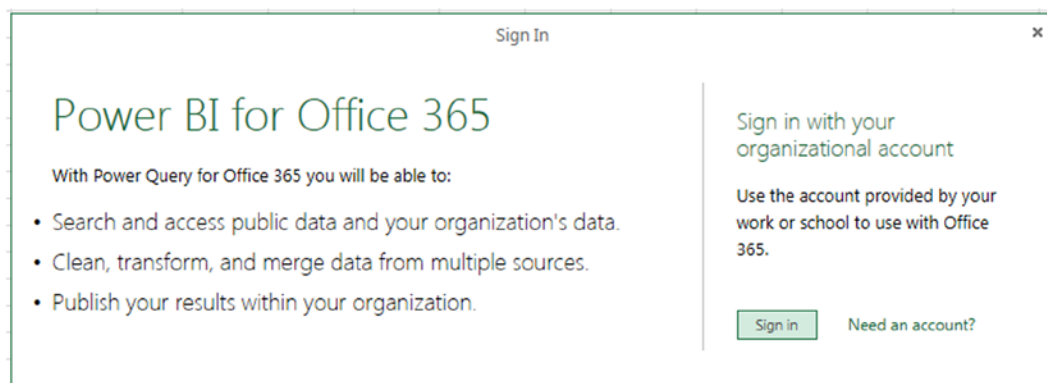 Sign In
Power BI for Office 365
With Power Query for Office 365 you will be able to:
• Search and access public data and your organization's data.
• Clean, transform, and merge data from multiple sources.
• Publish your results within your organization.
Sign in with your
organizational account
Use the account provided by your
work or school to use with Office
365.
Sign in
Need an account?